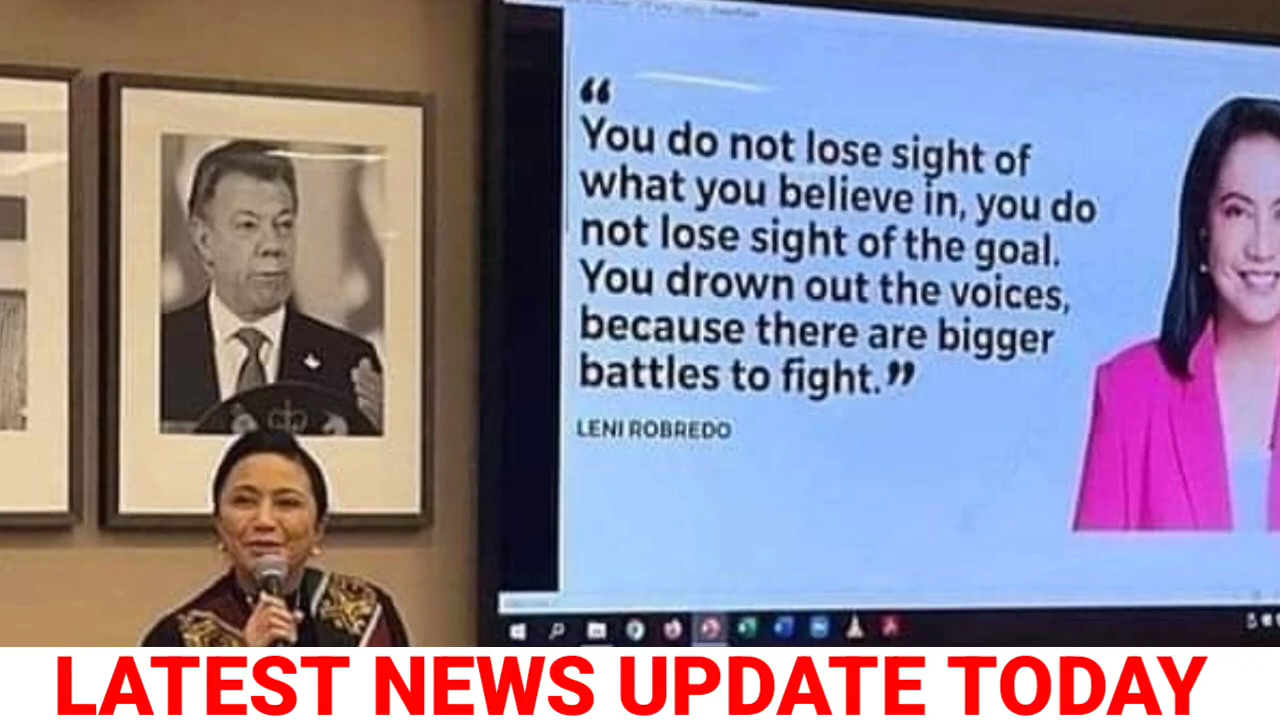 “
You do not lose sight of
what you believe in, you do
not lose sight of the goal.
You drown out the voices,
because there are bigger
battles to fight.”
LENI ROBREDO
LATEST NEWS UPDATE TODAY